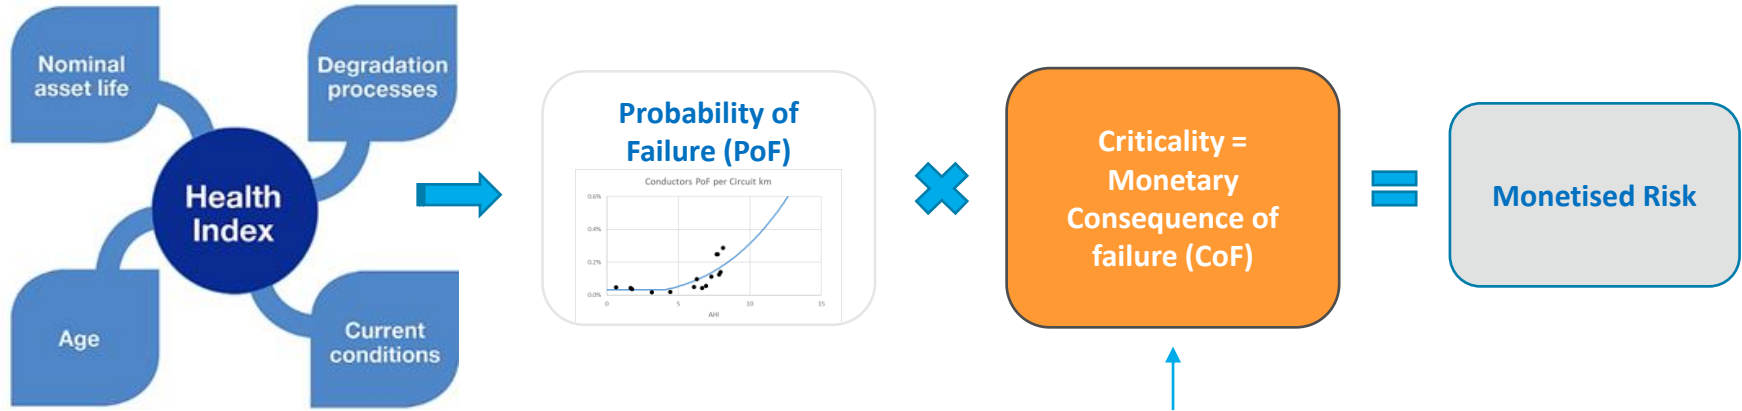 Nominal
asset life
Degradation
processes
Health
Index
Age
Current
conditions
Probability of
Failure (PoF)
Conductors PoF per Circuit km
0.6%
0.4%
0.2%
0.0%
0
5
10
15
AHI
Criticality =
Monetary
Consequence of
failure (CoF)
Monetised Risk